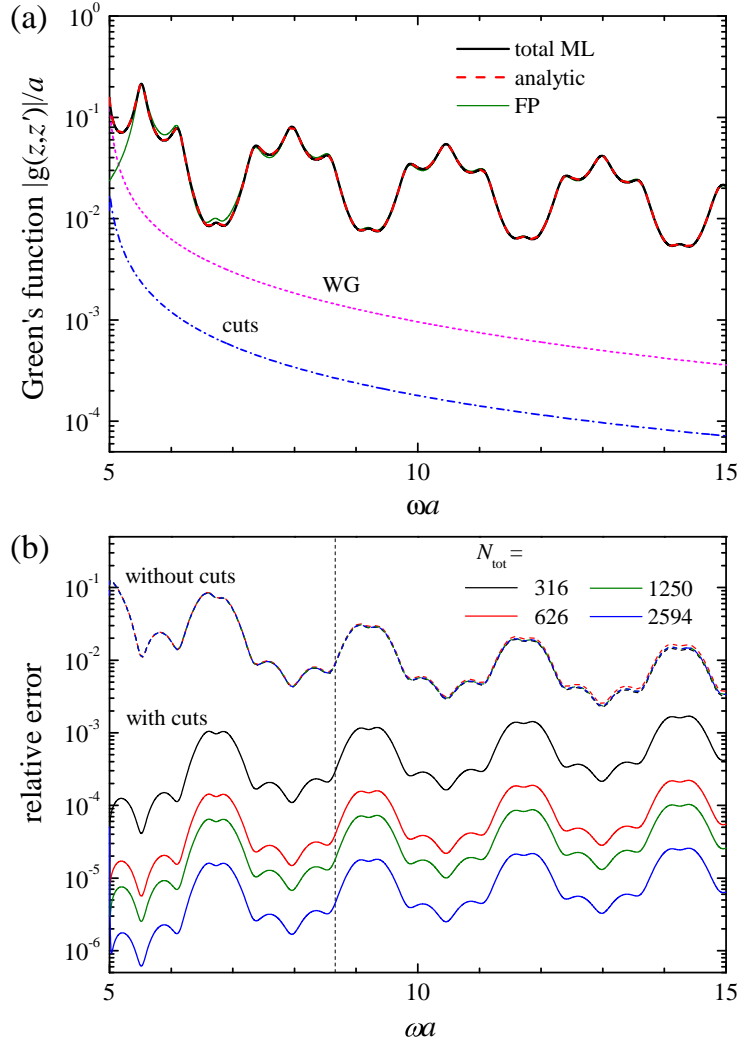 (a)
10⁰
10⁻¹
10⁻²
10⁻³
10⁻⁴
Green's function |g(z,z')|/a
total ML
analytic
FP
WG
cuts
5
10
15
ωa
(b)
10⁻¹
10⁻²
10⁻³
10⁻⁴
10⁻⁵
10⁻⁶
relative error
without cuts
with cuts
N_tot =
316 1250
626 2594
5
10
15
ωa